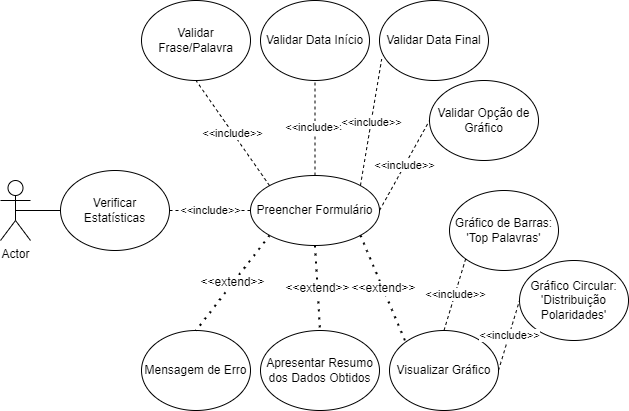 Validar
Frase/Palavra
Validar Data Início
Validar Data Final
Validar Opção de
Gráfico
<<include>>
<<include>>
<<include>>
<<include>>
Actor
Verificar
Estatísticas
<<include>>
Preencher Formulário
Gráfico de Barras:
'Top Palavras'
Gráfico Circular:
'Distribuição
Polaridades'
<<extend>>
<<extend>>
<<extend>>
<<include>>
<<include>>
Mensagem de Erro
Apresentar Resumo
dos Dados Obtidos
Visualizar Gráfico